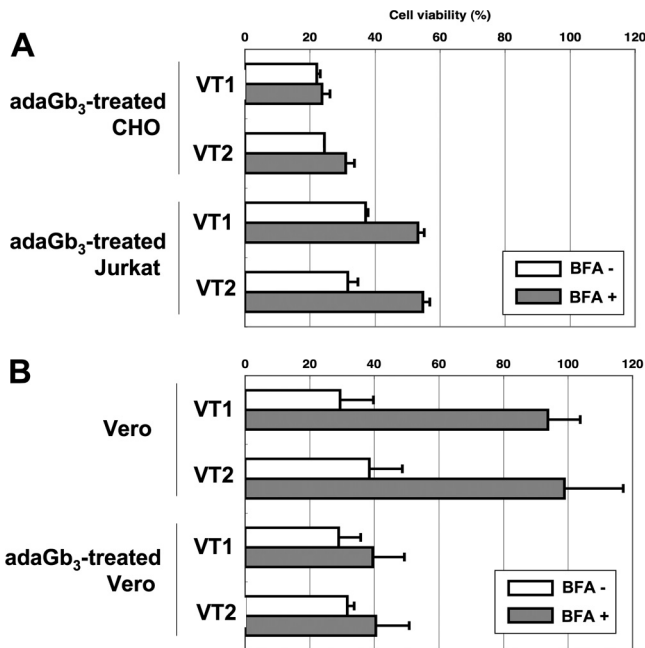 Cell viability (%)
0 20 40 60 80 100 120
A
adaGb₃-treated
CHO
VT1
VT2
adaGb₃-treated
Jurkat
VT1
VT2
BFA -
BFA +
B
0 20 40 60 80 100 120
Vero
VT1
VT2
adaGb₃-treated
Vero
VT1
VT2
BFA -
BFA +